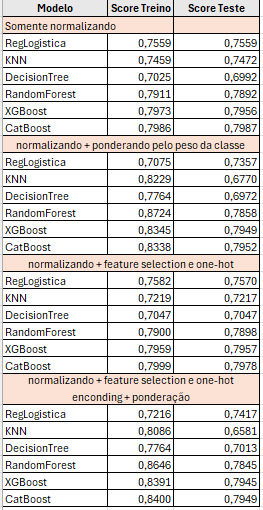 Modelo Score Treino Score Teste
Somente normalizando
RegLogistica 0,7559 0,7559
KNN 0,7459 0,7472
DecisionTree 0,7025 0,6992
RandomForest 0,7911 0,7892
XGBoost 0,7973 0,7956
CatBoost 0,7986 0,7987
normalizando + ponderando pelo peso da classe
RegLogistica 0,7075 0,7357
KNN 0,8229 0,6770
DecisionTree 0,7764 0,6972
RandomForest 0,8724 0,7858
XGBoost 0,8345 0,7949
CatBoost 0,8338 0,7952
normalizando + feature selection e one-hot
RegLogistica 0,7582 0,7570
KNN 0,7219 0,7217
DecisionTree 0,7047 0,7047
RandomForest 0,7900 0,7898
XGBoost 0,7959 0,7957
CatBoost 0,7999 0,7978
normalizando + feature selection e one-hot
enconding + ponderação
RegLogistica 0,7216 0,7417
KNN 0,8086 0,6581
DecisionTree 0,7764 0,7013
RandomForest 0,8646 0,7845
XGBoost 0,8391 0,7945
CatBoost 0,8400 0,7949